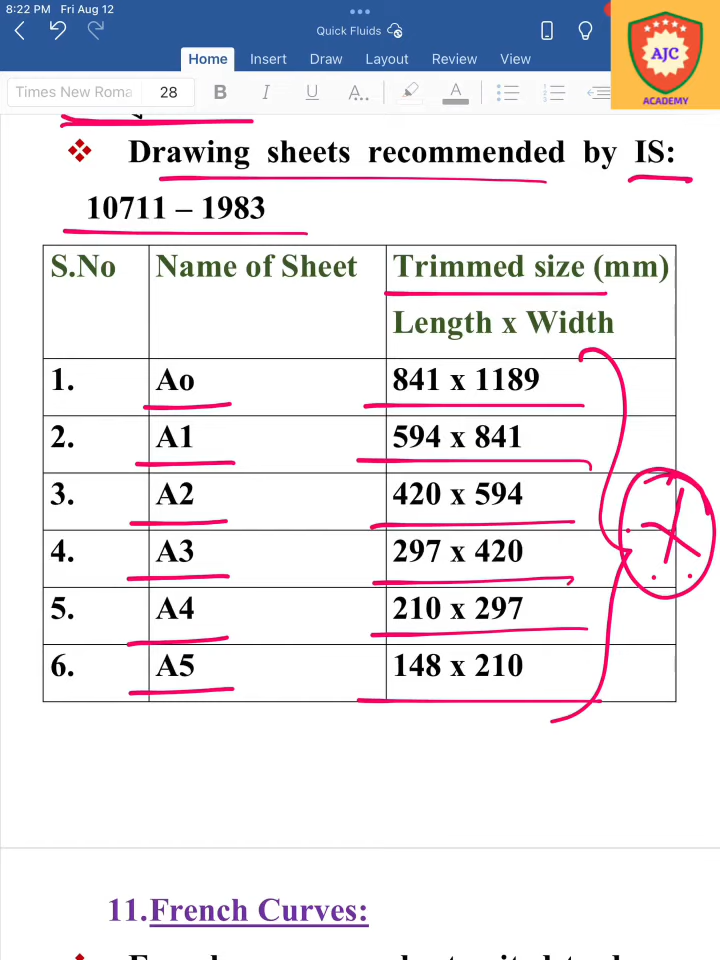 8:22 PM Fri Aug 12
Quick Fluids
AJC
ACADEMY
Home Insert Draw Layout Review View
Times New Roma 28 B I U A..
A
Drawing sheets recommended by IS:
10711 – 1983
S.No Name of Sheet Trimmed size (mm)
Length x Width
1. Ao 841 x 1189
2. A1 594 x 841
3. A2 420 x 594
4. A3 297 x 420
5. A4 210 x 297
6. A5 148 x 210
11.French Curves: